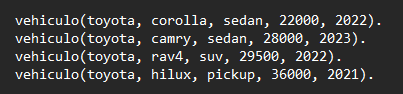 vehiculo(toyota, corolla, sedan, 22000, 2022).
vehiculo(toyota, camry, sedan, 28000, 2023).
vehiculo(toyota, rav4, suv, 29500, 2022).
vehiculo(toyota, hilux, pickup, 36000, 2021).